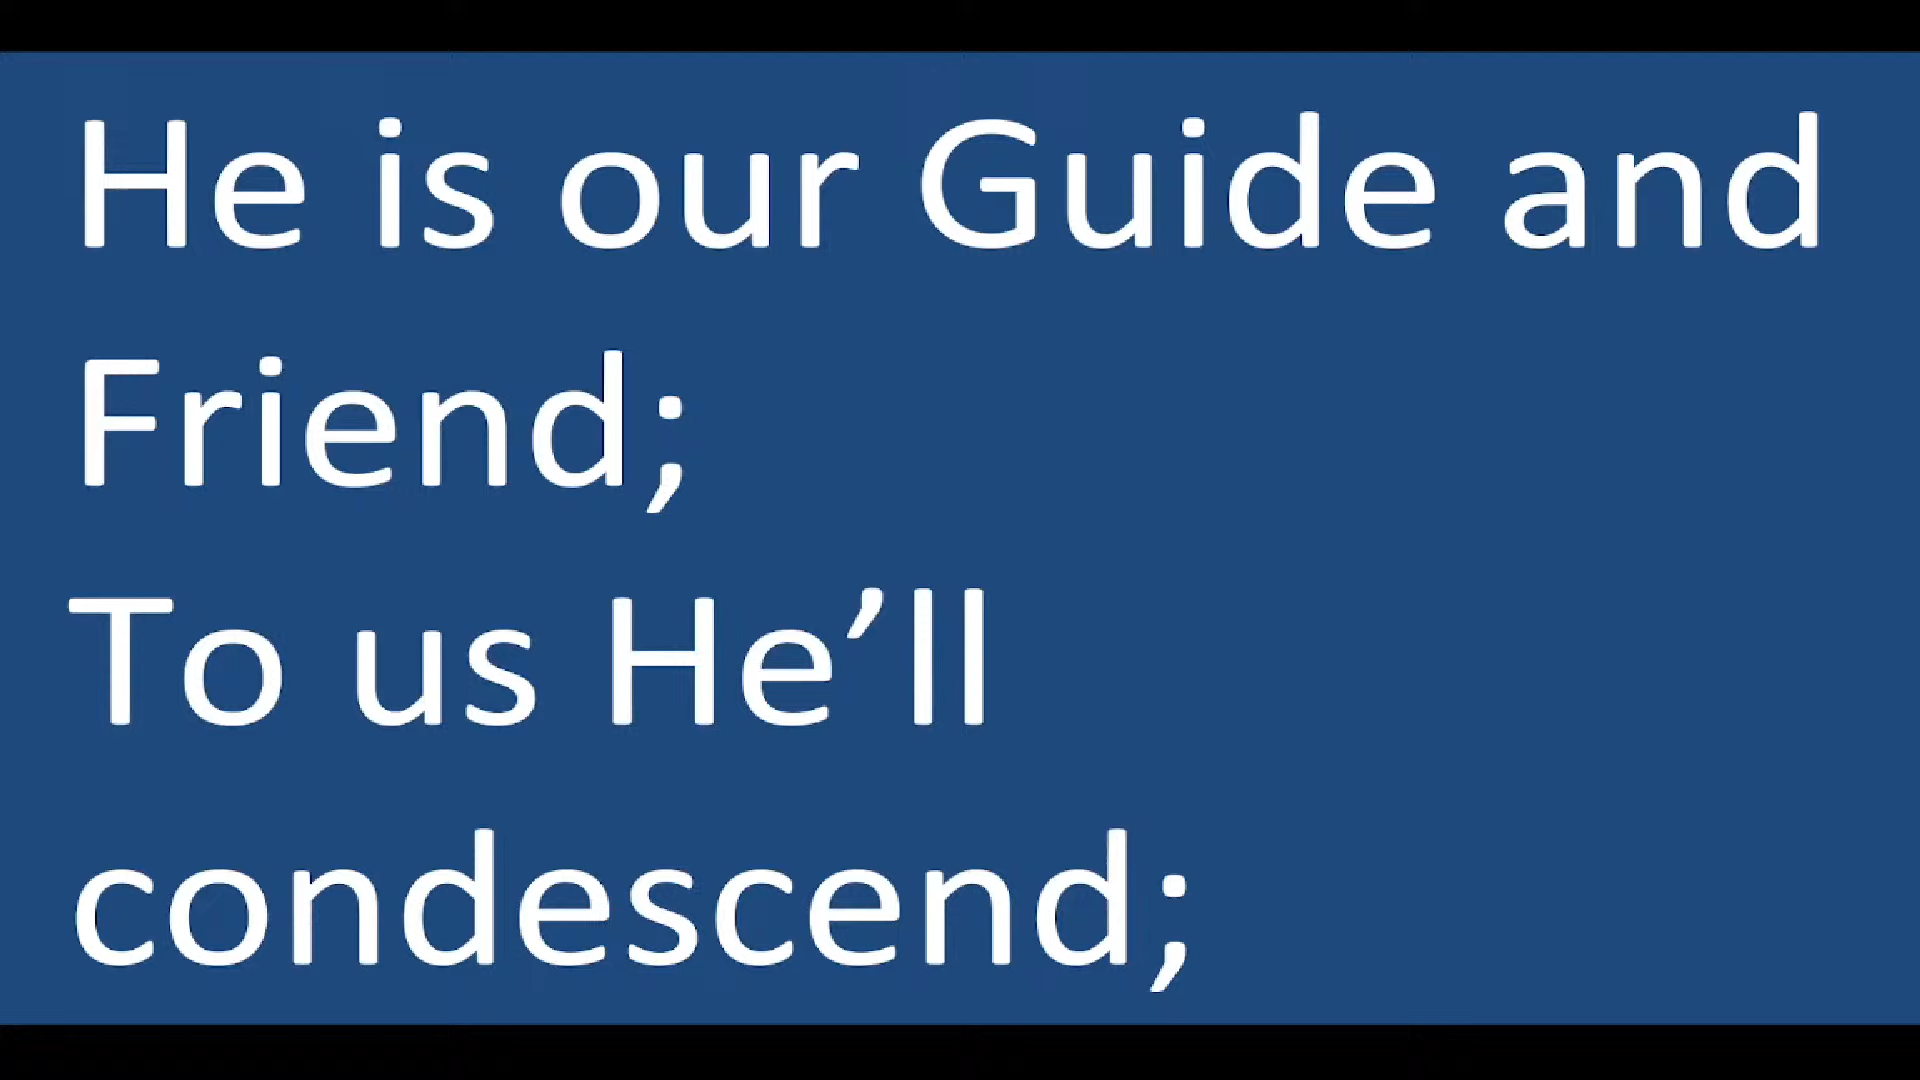 He is our Guide and
Friend;
To us He’ll
condescend;